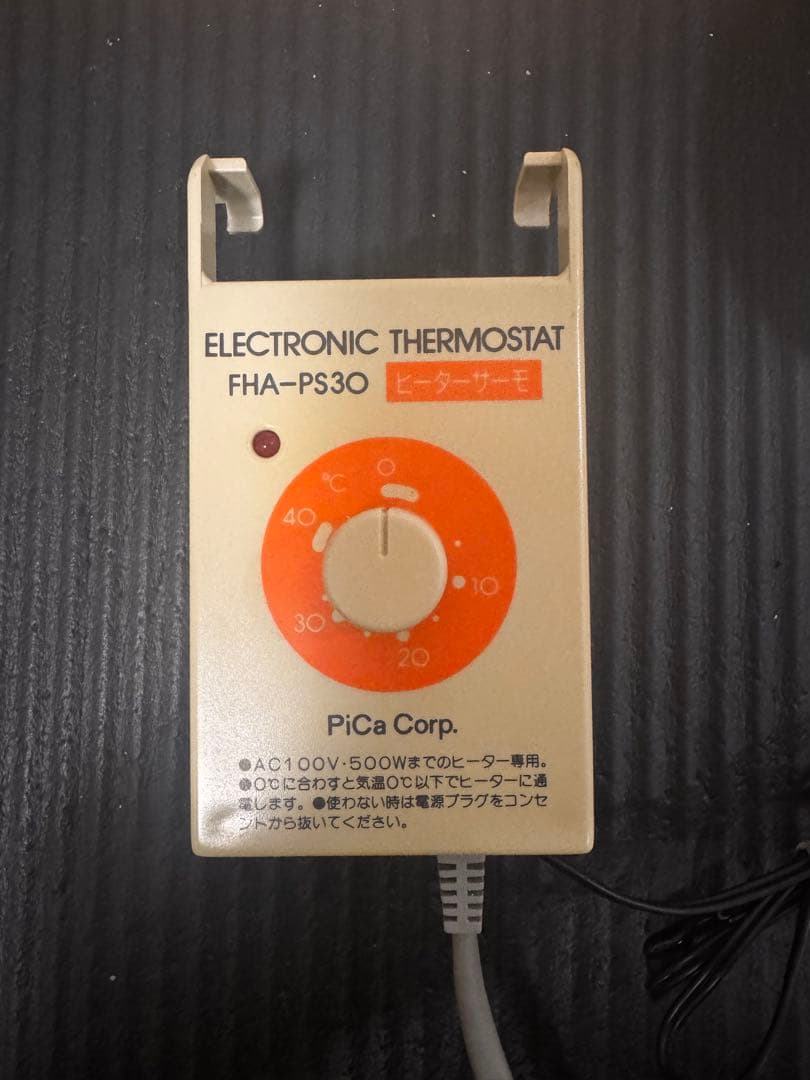 ELECTRONIC THERMOSTAT
FHA-PS30 ヒーターサーモ
0
℃
40
10
30
20
PiCa Corp.
●AC100V・500Wまでのヒーター専用。
●0℃に合わすと気温0℃以下でヒーターに通
電します。●使わない時は電源プラグをコンセ
ントから抜いてください。